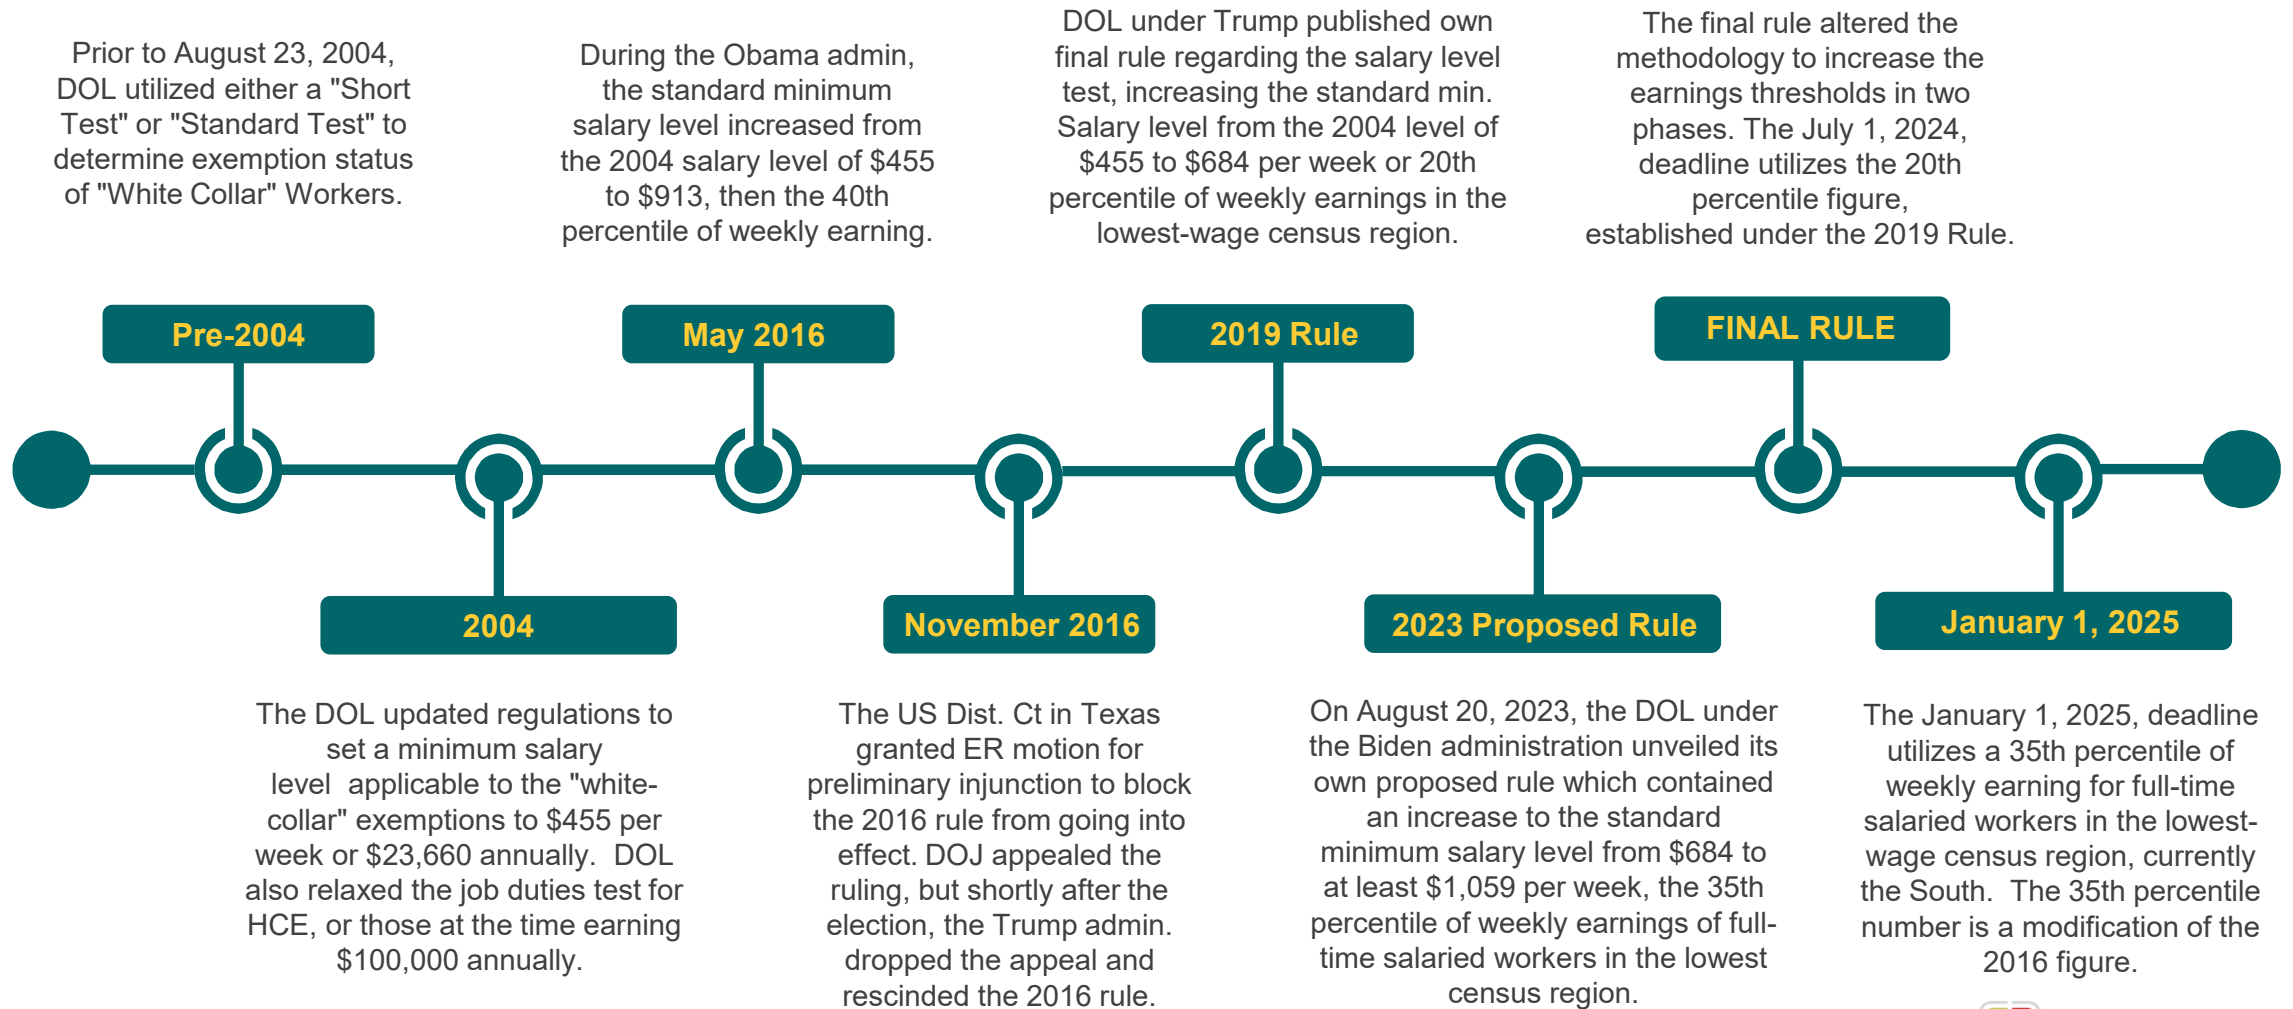 Prior to August 23, 2004,
DOL utilized either a "Short
Test" or "Standard Test" to
determine exemption status
of "White Collar" Workers.
Pre-2004
2004
The DOL updated regulations to
set a minimum salary
level  applicable to the "white-
collar" exemptions to $455 per
week or $23,660 annually.  DOL
also relaxed the job duties test for
HCE, or those at the time earning
$100,000 annually.
During the Obama admin,
the standard minimum
salary level increased from
the 2004 salary level of $455
to $913, then the 40th
percentile of weekly earning.
May 2016
November 2016
The US Dist. Ct in Texas
granted ER motion for
preliminary injunction to block
the 2016 rule from going into
effect. DOJ appealed the
ruling, but shortly after the
election, the Trump admin.
dropped the appeal and
rescinded the 2016 rule.
DOL under Trump published own
final rule regarding the salary level
test, increasing the standard min.
Salary level from the 2004 level of
$455 to $684 per week or 20th
percentile of weekly earnings in the
lowest-wage census region.
2019 Rule
2023 Proposed Rule
On August 20, 2023, the DOL under
the Biden administration unveiled its
own proposed rule which contained
an increase to the standard
minimum salary level from $684 to
at least $1,059 per week, the 35th
percentile of weekly earnings of full-
time salaried workers in the lowest
census region.
The final rule altered the
methodology to increase the
earnings thresholds in two
phases. The July 1, 2024,
deadline utilizes the 20th
percentile figure,
established under the 2019 Rule.
FINAL RULE
January 1, 2025
The January 1, 2025, deadline
utilizes a 35th percentile of
weekly earning for full-time
salaried workers in the lowest-
wage census region, currently
the South.  The 35th percentile
number is a modification of the
2016 figure.